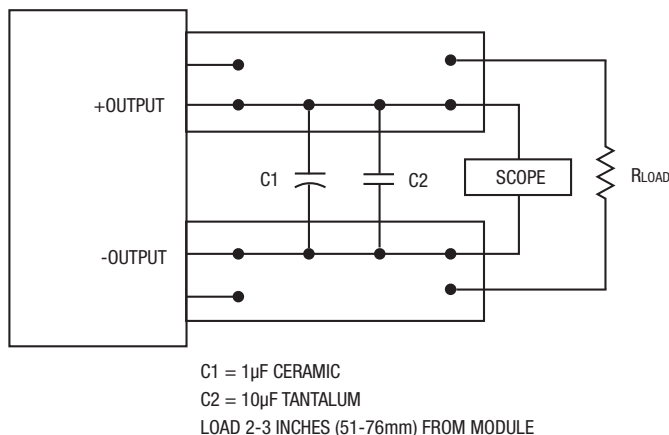 +OUTPUT
C1
C2
SCOPE
RLOAD
-OUTPUT
C1 = 1µF CERAMIC
C2 = 10µF TANTALUM
LOAD 2-3 INCHES (51-76mm) FROM MODULE